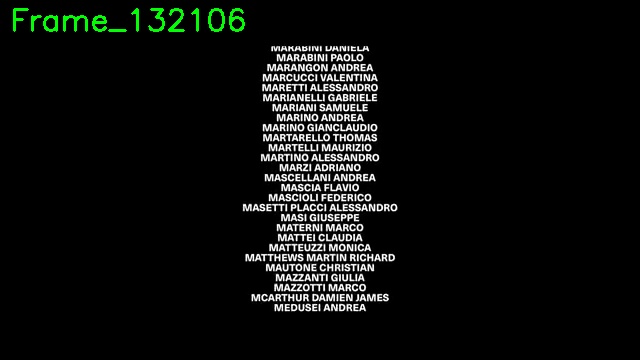 Frame_132106
MARABINI DANIELA
MARABINI PAOLO
MARANGON ANDREA
MARCUCCI VALENTINA
MARETTI ALESSANDRO
MARIANELLI GABRIELE
MARIANI SAMUELE
MARINO ANDREA
MARINO GIANCLAUDIO
MARTARELLO THOMAS
MARTELLI MAURIZIO
MARTINO ALESSANDRO
MARZI ADRIANO
MASCELLANI ANDREA
MASCIA FLAVIO
MASCIOLI FEDERICO
MASETTI PLACCI ALESSANDRO
MASI GIUSEPPE
MATERNI MARCO
MATTEI CLAUDIA
MATTEUZZI MONICA
MATTHEWS MARTIN RICHARD
MAUTONE CHRISTIAN
MAZZANTI GIULIA
MAZZOTTI MARCO
MCARTHUR DAMIEN JAMES
MEDUSEI ANDREA